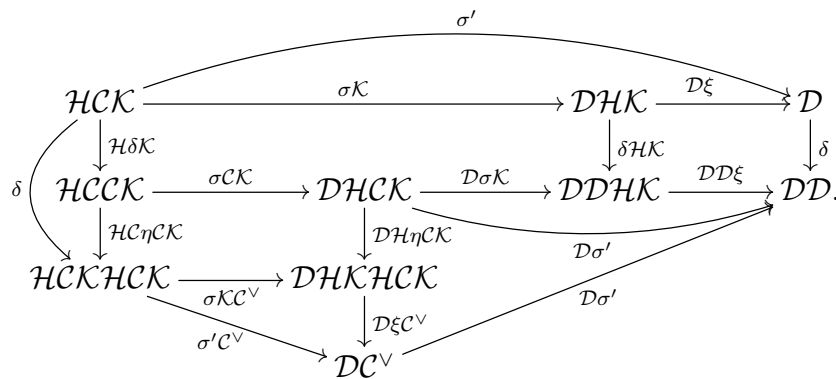 σ′
ℋ𝒞𝒦 σ𝒦 𝒟ℋ𝒦 𝒟ξ 𝒟
δ ℋδ𝒦 δℋ𝒦 δ
ℋ𝒞𝒞𝒦 σ𝒞𝒦 𝒟ℋ𝒞𝒦 𝒟σ𝒦 𝒟𝒟ℋ𝒦 𝒟𝒟ξ 𝒟𝒟.
ℋ𝒞η𝒞𝒦 𝒟ℋη𝒞𝒦 𝒟σ′
ℋ𝒞𝒦ℋ𝒞𝒦 σ𝒦𝒞∨ 𝒟ℋ𝒦ℋ𝒞𝒦 𝒟σ′
σ′𝒞∨ 𝒟ξ𝒞∨
𝒟𝒞∨